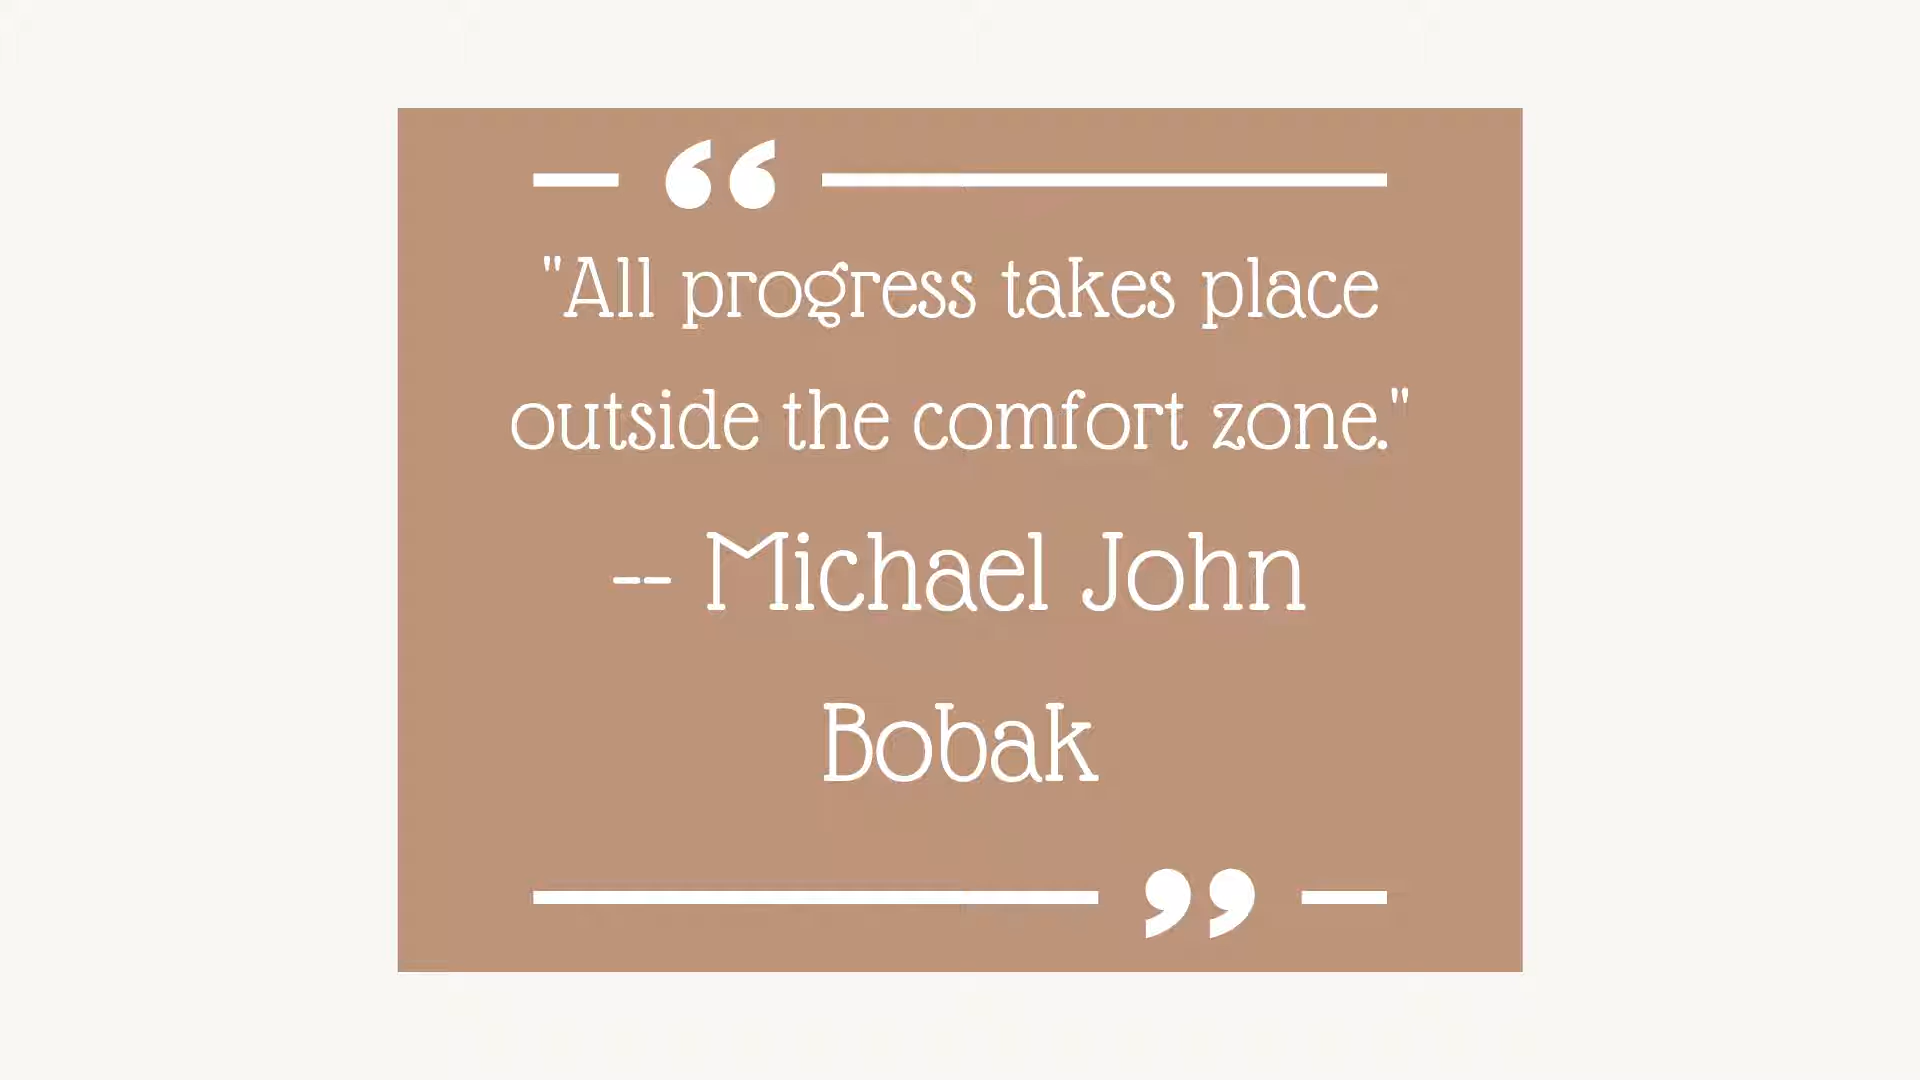 "All progress takes place
outside the comfort zone."
-- Michael John
Bobak